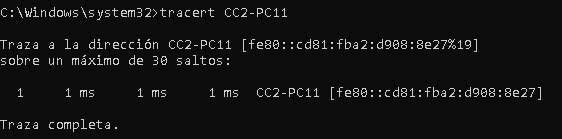 C:\Windows\system32>tracert CC2-PC11
Traza a la dirección CC2-PC11 [fe80::cd81:fba2:d908:8e27%19]
sobre un máximo de 30 saltos:
1 1 ms 1 ms 1 ms CC2-PC11 [fe80::cd81:fba2:d908:8e27]
Traza completa.